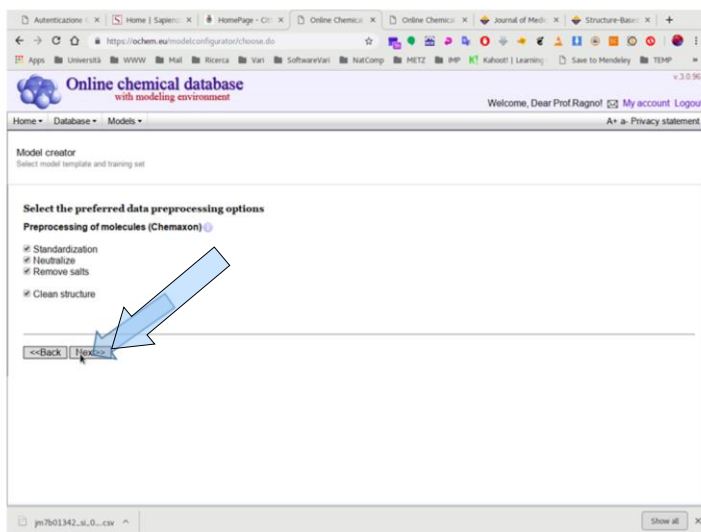 Autenticazione
Home | Sapienz
HomePage - Cit
Online Chemica
Online Chemical
Journal of Medi
Structure-Base
https://ochem.eu/modelconfigurator/choose.do
Apps Università WWW Mail Ricerca Vari SoftwareVari NatComp METZ IMP Kahoot! | Learning Save to Mendeley TEMP »
v.3.0.96
Online chemical database
with modeling environment
Welcome, Dear Prof.Ragno! My account Logout
Home Database Models
A+ a- Privacy statement
Model creator
Select model template and training set
Select the preferred data preprocessing options
Preprocessing of molecules (Chemaxon)
Standardization
Neutralize
Remove salts
Clean structure
<<Back Next>>
jm7b01342_si_0....csv
Show all